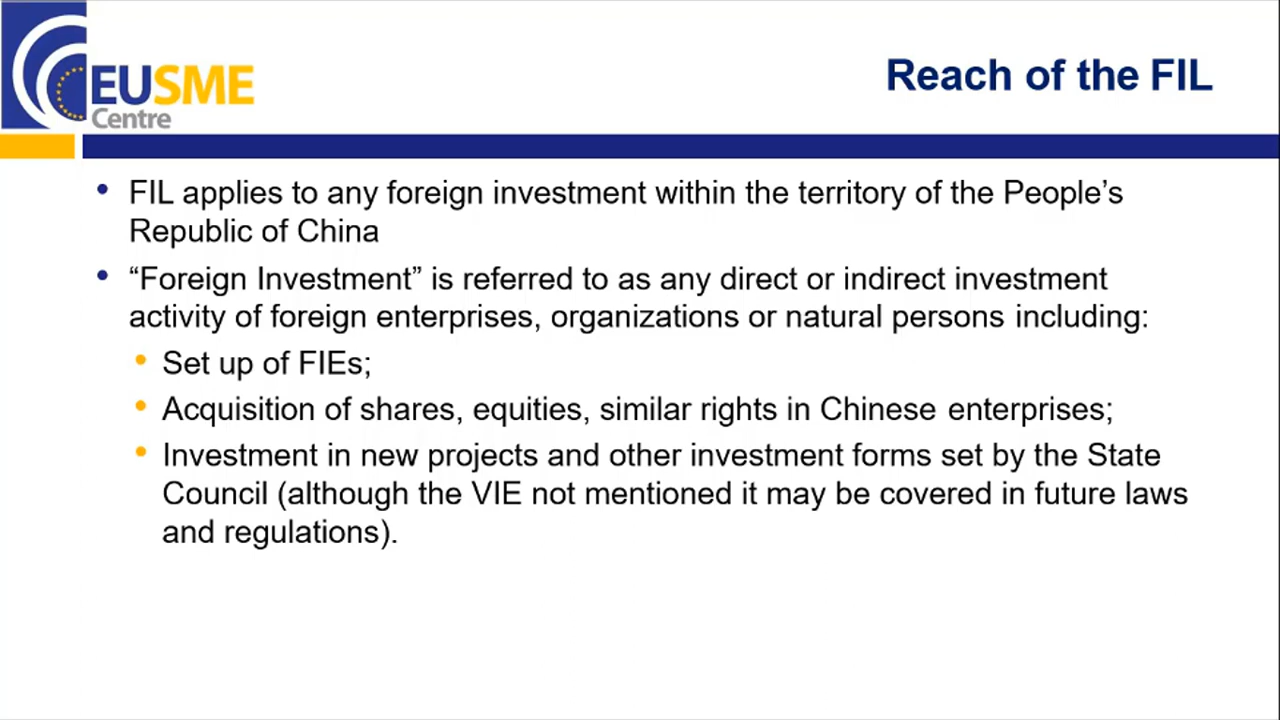 EUSME
Centre
Reach of the FIL
• FIL applies to any foreign investment within the territory of the People’s
Republic of China
• “Foreign Investment” is referred to as any direct or indirect investment
activity of foreign enterprises, organizations or natural persons including:
• Set up of FIEs;
• Acquisition of shares, equities, similar rights in Chinese enterprises;
• Investment in new projects and other investment forms set by the State
Council (although the VIE not mentioned it may be covered in future laws
and regulations).